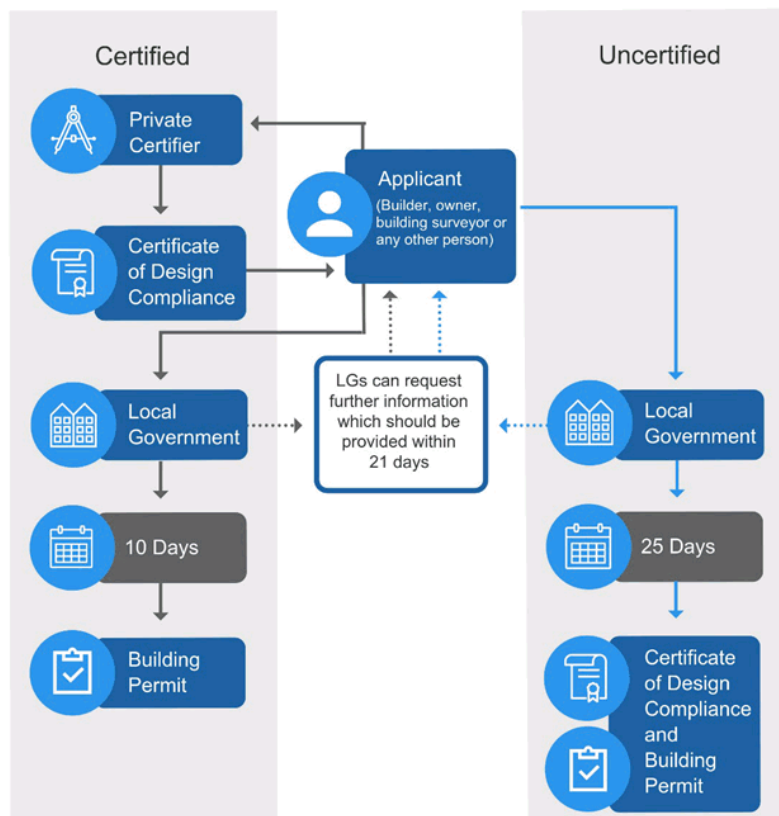 Certified
Private
Certifier
Certificate
of Design
Compliance
Local
Government
10 Days
Building
Permit
Applicant
(Builder, owner,
building surveyor or
any other person)
LGs can request
further information
which should be
provided within
21 days
Uncertified
Local
Government
25 Days
Certificate
of Design
Compliance
and
Building
Permit